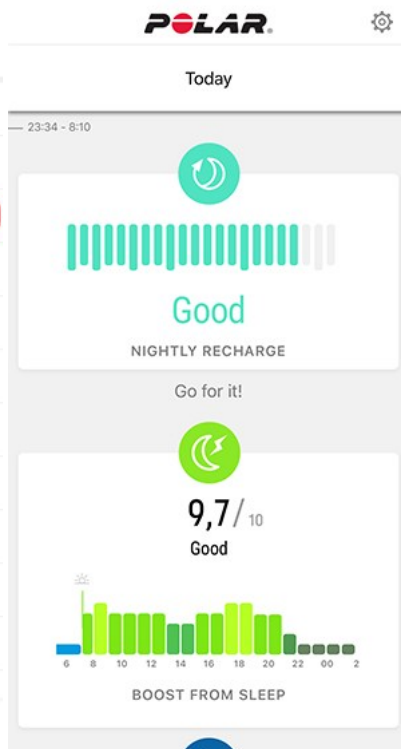 POLAR.
Today
23:34 - 8:10
Good
NIGHTLY RECHARGE
Go for it!
9,7/ 10
Good
6 8 10 12 14 16 18 20 22 00 2
BOOST FROM SLEEP